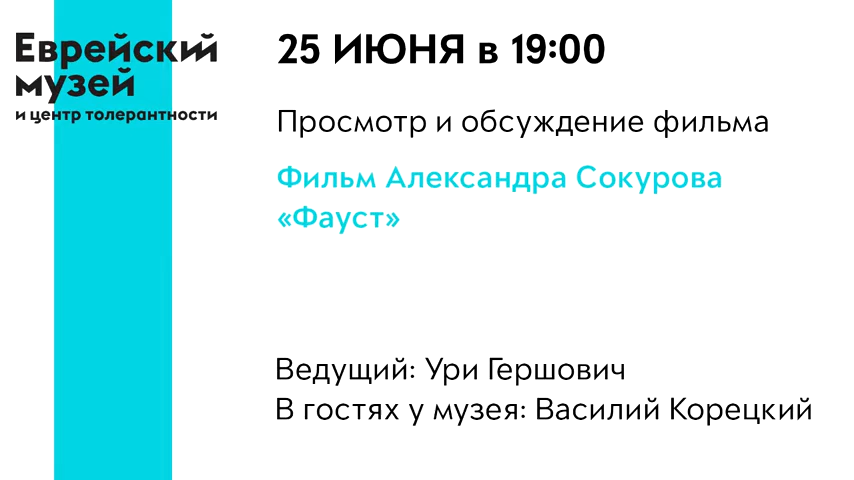 Еврейский
музей
и центр толерантности
25 ИЮНЯ в 19:00
Просмотр и обсуждение фильма
Фильм Александра Сокурова
«Фауст»
Ведущий: Ури Гершович
В гостях у музея: Василий Корецкий